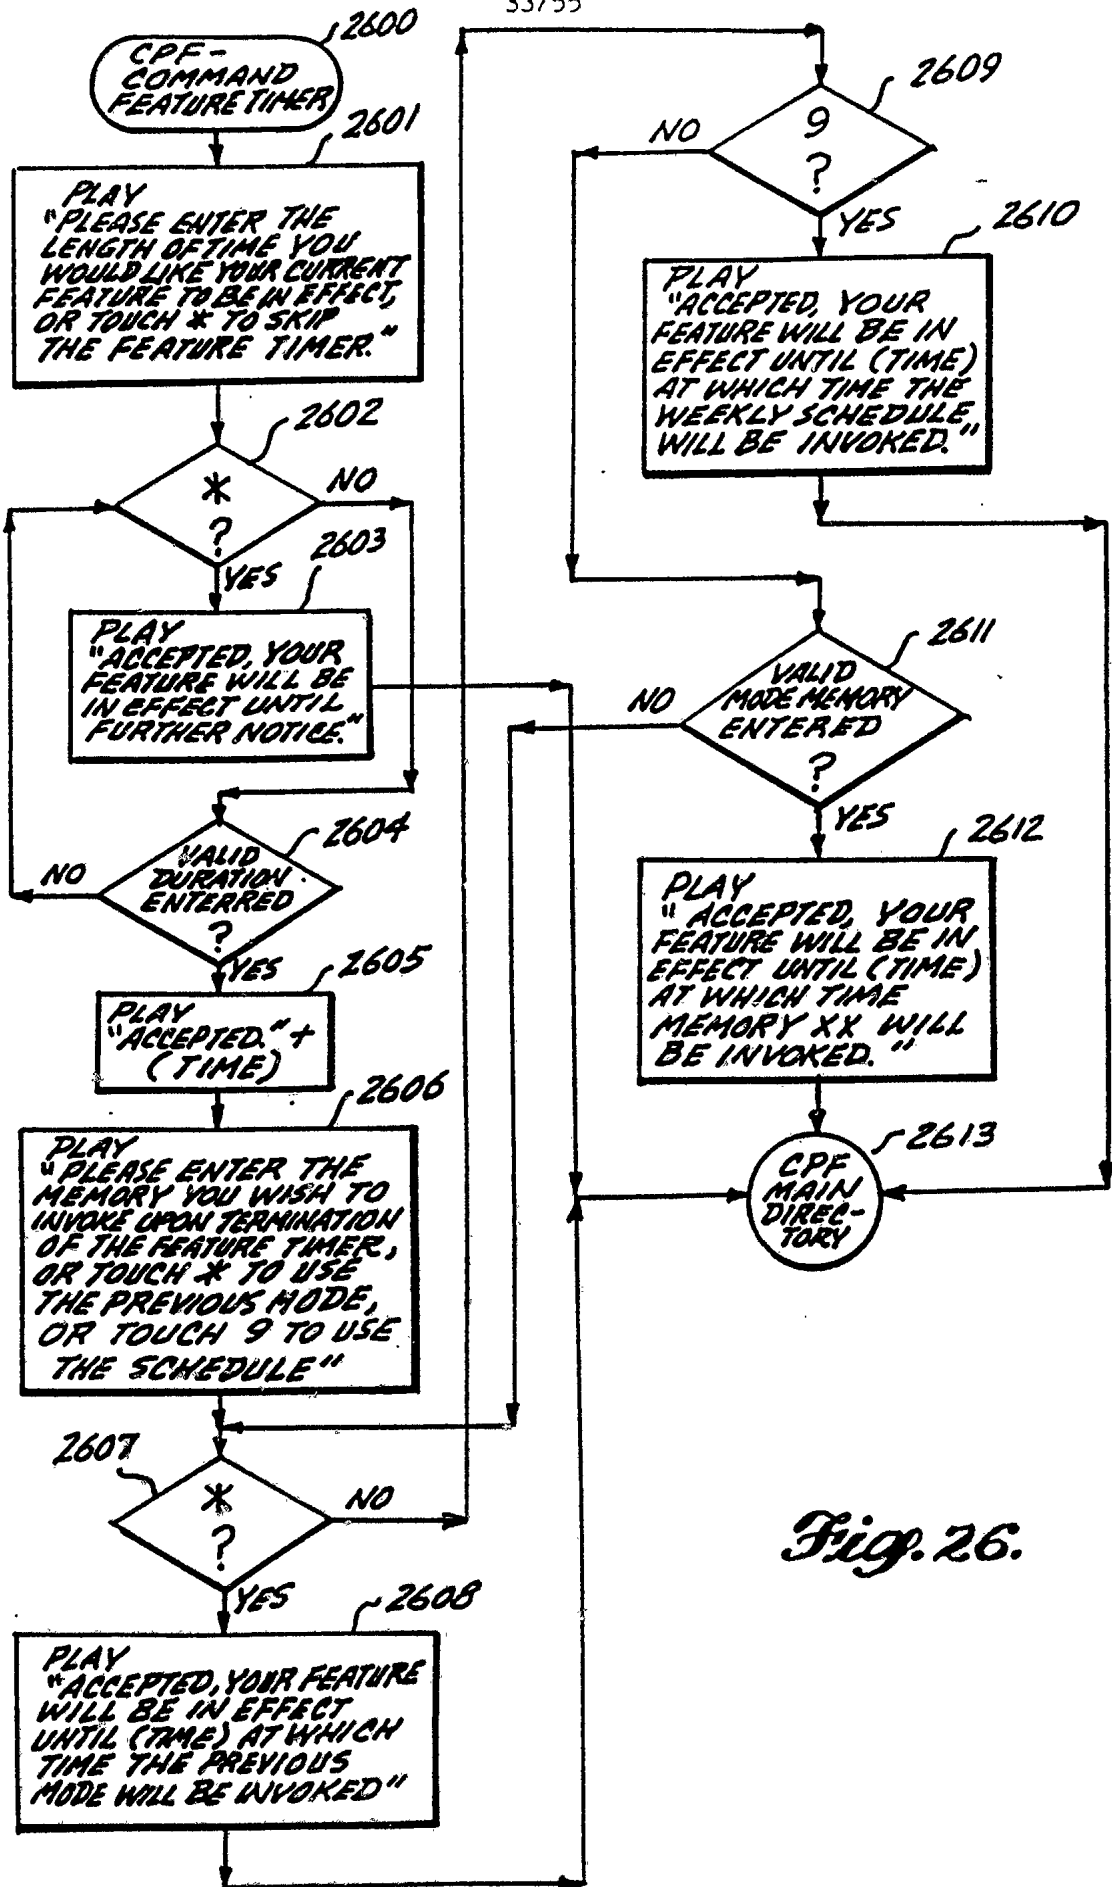 33/55
2600
CPF-
COMMAND
FEATURE TIMER
2601
PLAY
"PLEASE ENTER THE
LENGTH OF TIME YOU
WOULD LIKE YOUR CURRENT
FEATURE TO BE IN EFFECT,
OR TOUCH * TO SKIP
THE FEATURE TIMER."
2602
*
?
NO
YES
2603
PLAY
"ACCEPTED, YOUR
FEATURE WILL BE
IN EFFECT UNTIL
FURTHER NOTICE."
2604
VALID
DURATION
ENTERRED
?
NO
YES
2605
PLAY
"ACCEPTED." +
(TIME)
2606
PLAY
"PLEASE ENTER THE
MEMORY YOU WISH TO
INVOKE UPON TERMINATION
OF THE FEATURE TIMER,
OR TOUCH * TO USE
THE PREVIOUS MODE,
OR TOUCH 9 TO USE
THE SCHEDULE"
2607
*
?
NO
YES
2608
PLAY
"ACCEPTED, YOUR FEATURE
WILL BE IN EFFECT
UNTIL (TIME) AT WHICH
TIME THE PREVIOUS
MODE WILL BE INVOKED"
2609
9
?
NO
YES
2610
PLAY
"ACCEPTED, YOUR
FEATURE WILL BE IN
EFFECT UNTIL (TIME)
AT WHICH TIME THE
WEEKLY SCHEDULE
WILL BE INVOKED."
2611
VALID
MODE MEMORY
ENTERED
?
NO
YES
2612
PLAY
"ACCEPTED, YOUR
FEATURE WILL BE IN
EFFECT UNTIL (TIME)
AT WHICH TIME
MEMORY XX WILL
BE INVOKED."
2613
CPF
MAIN
DIREC-
TORY
Fig. 26.